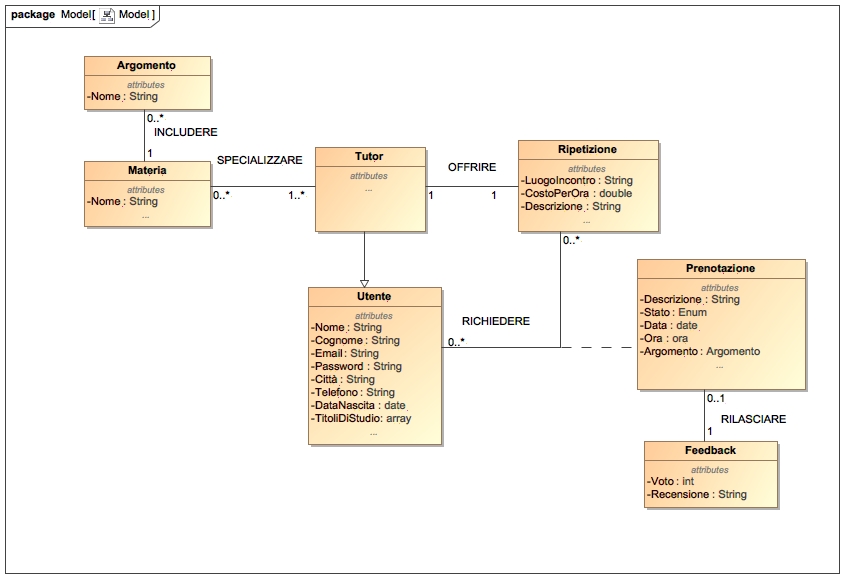 package Model[ Model ]
Argomento
attributes
-Nome : String
0..*
INCLUDERE
1
Materia
attributes
-Nome : String
...
SPECIALIZZARE
0..*
1..*
Tutor
attributes
...
OFFRIRE
1
1
Ripetizione
attributes
-LuogoIncontro : String
-CostoPerOra : double
-Descrizione : String
...
0..*
Utente
attributes
-Nome : String
-Cognome : String
-Email : String
-Password : String
-Città : String
-Telefono : String
-DataNascita : date
-TitoliDiStudio: array
...
RICHIEDERE
0..*
Prenotazione
attributes
-Descrizione : String
-Stato : Enum
-Data : date
-Ora : ora
-Argomento : Argomento
...
0..1
RILASCIARE
1
Feedback
attributes
-Voto : int
-Recensione : String